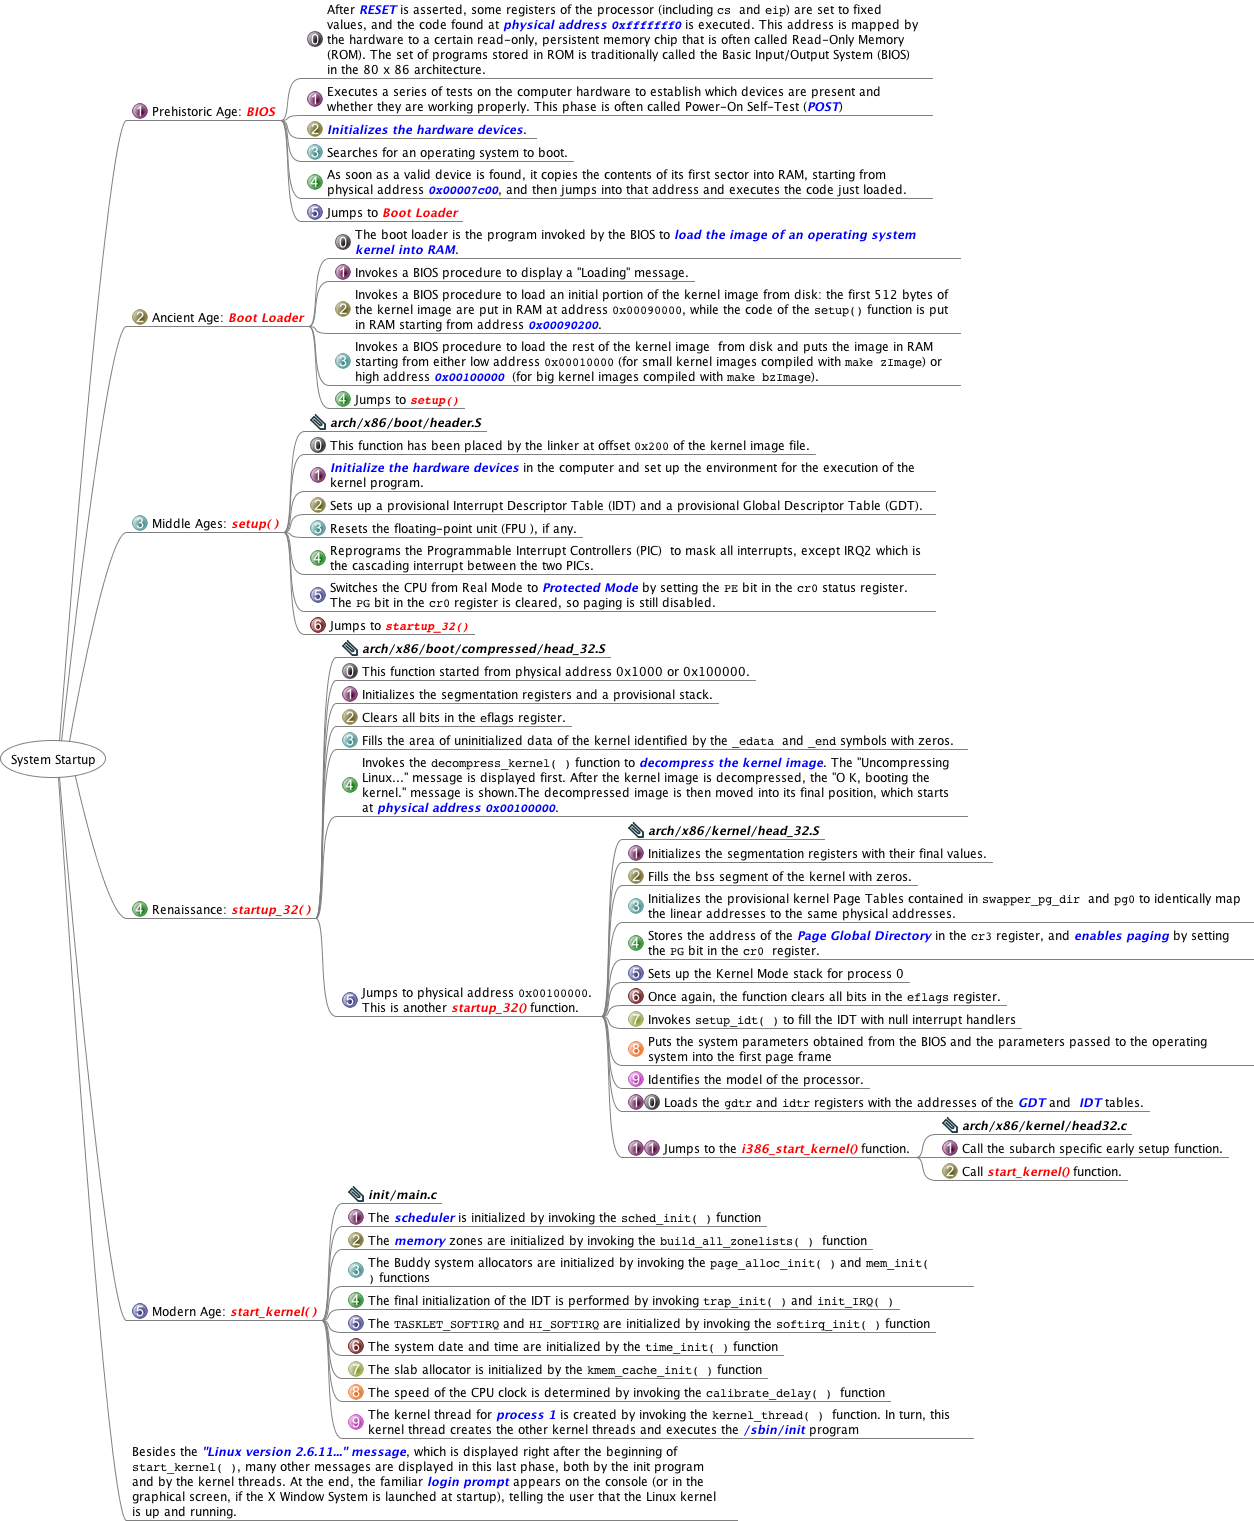 After RESET is asserted, some registers of the processor (including cs and eip) are set to fixed
values, and the code found at physical address 0xfffffff0 is executed. This address is mapped by
0 the hardware to a certain read-only, persistent memory chip that is often called Read-Only Memory
(ROM). The set of programs stored in ROM is traditionally called the Basic Input/Output System (BIOS)
in the 80 x 86 architecture.
1 Prehistoric Age: BIOS
1 Executes a series of tests on the computer hardware to establish which devices are present and
whether they are working properly. This phase is often called Power-On Self-Test (POST)
2 Initializes the hardware devices.
3 Searches for an operating system to boot.
4 As soon as a valid device is found, it copies the contents of its first sector into RAM, starting from
physical address 0x00007c00, and then jumps into that address and executes the code just loaded.
5 Jumps to Boot Loader
2 Ancient Age: Boot Loader
0 The boot loader is the program invoked by the BIOS to load the image of an operating system
kernel into RAM.
1 Invokes a BIOS procedure to display a "Loading" message.
Invokes a BIOS procedure to load an initial portion of the kernel image from disk: the first 512 bytes of
2 the kernel image are put in RAM at address 0x00090000, while the code of the setup() function is put
in RAM starting from address 0x00090200.
Invokes a BIOS procedure to load the rest of the kernel image from disk and puts the image in RAM
3 starting from either low address 0x00010000 (for small kernel images compiled with make zImage) or
high address 0x00100000 (for big kernel images compiled with make bzImage).
4 Jumps to setup()
3 Middle Ages: setup( )
arch/x86/boot/header.S
0 This function has been placed by the linker at offset 0x200 of the kernel image file.
1 Initialize the hardware devices in the computer and set up the environment for the execution of the
kernel program.
2 Sets up a provisional Interrupt Descriptor Table (IDT) and a provisional Global Descriptor Table (GDT).
3 Resets the floating-point unit (FPU ), if any.
4 Reprograms the Programmable Interrupt Controllers (PIC) to mask all interrupts, except IRQ2 which is
the cascading interrupt between the two PICs.
5 Switches the CPU from Real Mode to Protected Mode by setting the PE bit in the cr0 status register.
The PG bit in the cr0 register is cleared, so paging is still disabled.
6 Jumps to startup_32()
System Startup
4 Renaissance: startup_32( )
arch/x86/boot/compressed/head_32.S
0 This function started from physical address 0x1000 or 0x100000.
1 Initializes the segmentation registers and a provisional stack.
2 Clears all bits in the eflags register.
3 Fills the area of uninitialized data of the kernel identified by the _edata and _end symbols with zeros.
Invokes the decompress_kernel( ) function to decompress the kernel image. The "Uncompressing
4 Linux..." message is displayed first. After the kernel image is decompressed, the "O K, booting the
kernel." message is shown.The decompressed image is then moved into its final position, which starts
at physical address 0x00100000.
5 Jumps to physical address 0x00100000.
This is another startup_32() function.
arch/x86/kernel/head_32.S
1 Initializes the segmentation registers with their final values.
2 Fills the bss segment of the kernel with zeros.
3 Initializes the provisional kernel Page Tables contained in swapper_pg_dir and pg0 to identically map
the linear addresses to the same physical addresses.
4 Stores the address of the Page Global Directory in the cr3 register, and enables paging by setting
the PG bit in the cr0 register.
5 Sets up the Kernel Mode stack for process 0
6 Once again, the function clears all bits in the eflags register.
7 Invokes setup_idt( ) to fill the IDT with null interrupt handlers
8 Puts the system parameters obtained from the BIOS and the parameters passed to the operating
system into the first page frame
9 Identifies the model of the processor.
1 0 Loads the gdtr and idtr registers with the addresses of the GDT and IDT tables.
1 1 Jumps to the i386_start_kernel() function.
arch/x86/kernel/head32.c
1 Call the subarch specific early setup function.
2 Call start_kernel() function.
5 Modern Age: start_kernel( )
init/main.c
1 The scheduler is initialized by invoking the sched_init( ) function
2 The memory zones are initialized by invoking the build_all_zonelists( ) function
3 The Buddy system allocators are initialized by invoking the page_alloc_init( ) and mem_init(
) functions
4 The final initialization of the IDT is performed by invoking trap_init( ) and init_IRQ( )
5 The TASKLET_SOFTIRQ and HI_SOFTIRQ are initialized by invoking the softirq_init( ) function
6 The system date and time are initialized by the time_init( ) function
7 The slab allocator is initialized by the kmem_cache_init( ) function
8 The speed of the CPU clock is determined by invoking the calibrate_delay( ) function
9 The kernel thread for process 1 is created by invoking the kernel_thread( ) function. In turn, this
kernel thread creates the other kernel threads and executes the /sbin/init program
Besides the "Linux version 2.6.11..." message, which is displayed right after the beginning of
start_kernel( ), many other messages are displayed in this last phase, both by the init program
and by the kernel threads. At the end, the familiar login prompt appears on the console (or in the
graphical screen, if the X Window System is launched at startup), telling the user that the Linux kernel
is up and running.